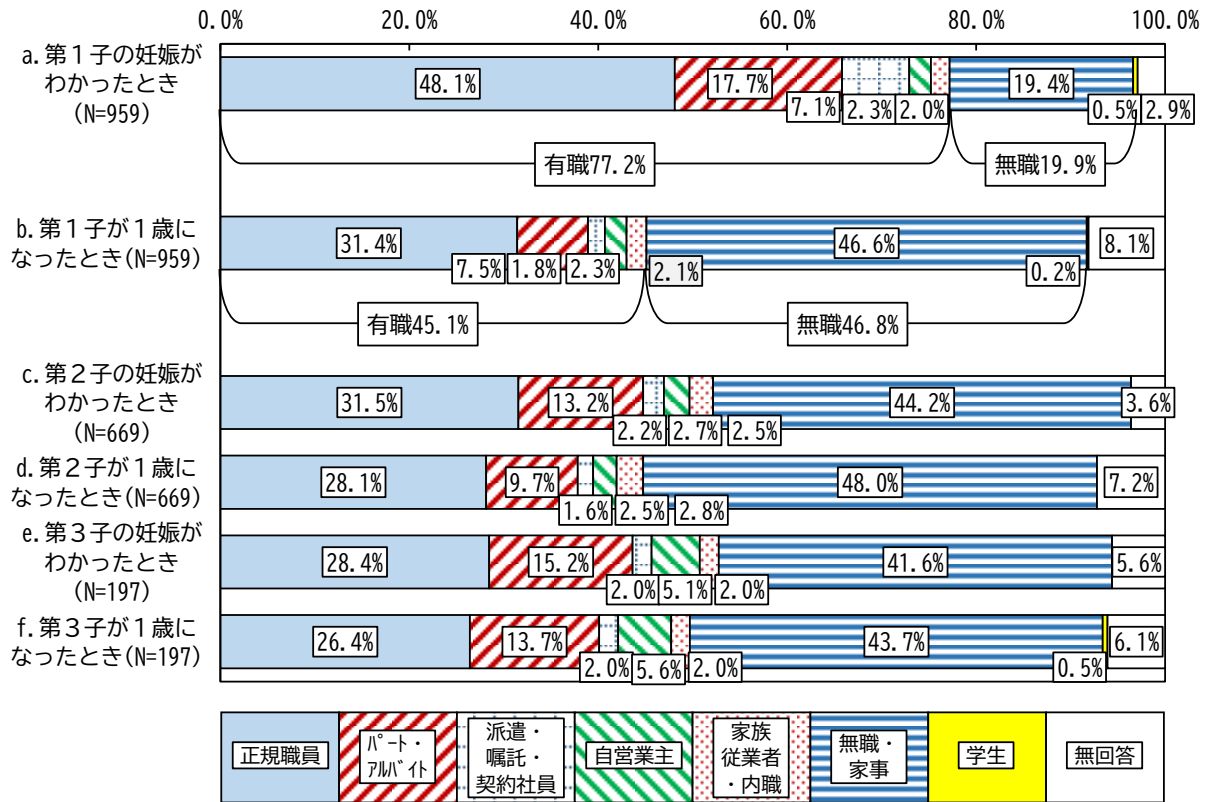 0.0% 20.0% 40.0% 60.0% 80.0% 100.0%
a.第１子の妊娠が
わかったとき
(N=959)
48.1% 17.7% 7.1% 2.3% 2.0% 19.4% 0.5% 2.9%
有職77.2% 無職19.9%
b.第１子が１歳に
なったとき(N=959)
31.4% 7.5% 1.8% 2.3% 2.1% 46.6% 0.2% 8.1%
有職45.1% 無職46.8%
c.第２子の妊娠が
わかったとき
(N=669)
31.5% 13.2% 2.2% 2.7% 2.5% 44.2% 3.6%
d.第２子が１歳に
なったとき(N=669)
28.1% 9.7% 1.6% 2.5% 2.8% 48.0% 7.2%
e.第３子の妊娠が
わかったとき
(N=197)
28.4% 15.2% 2.0% 5.1% 2.0% 41.6% 5.6%
f.第３子が１歳に
なったとき(N=197)
26.4% 13.7% 2.0% 5.6% 2.0% 43.7% 0.5% 6.1%
正規職員
ﾊﾟｰﾄ・
ｱﾙﾊﾞｲﾄ
派遣・
嘱託・
契約社員
自営業主
家族
従業者
・内職
無職・
家事
学生
無回答